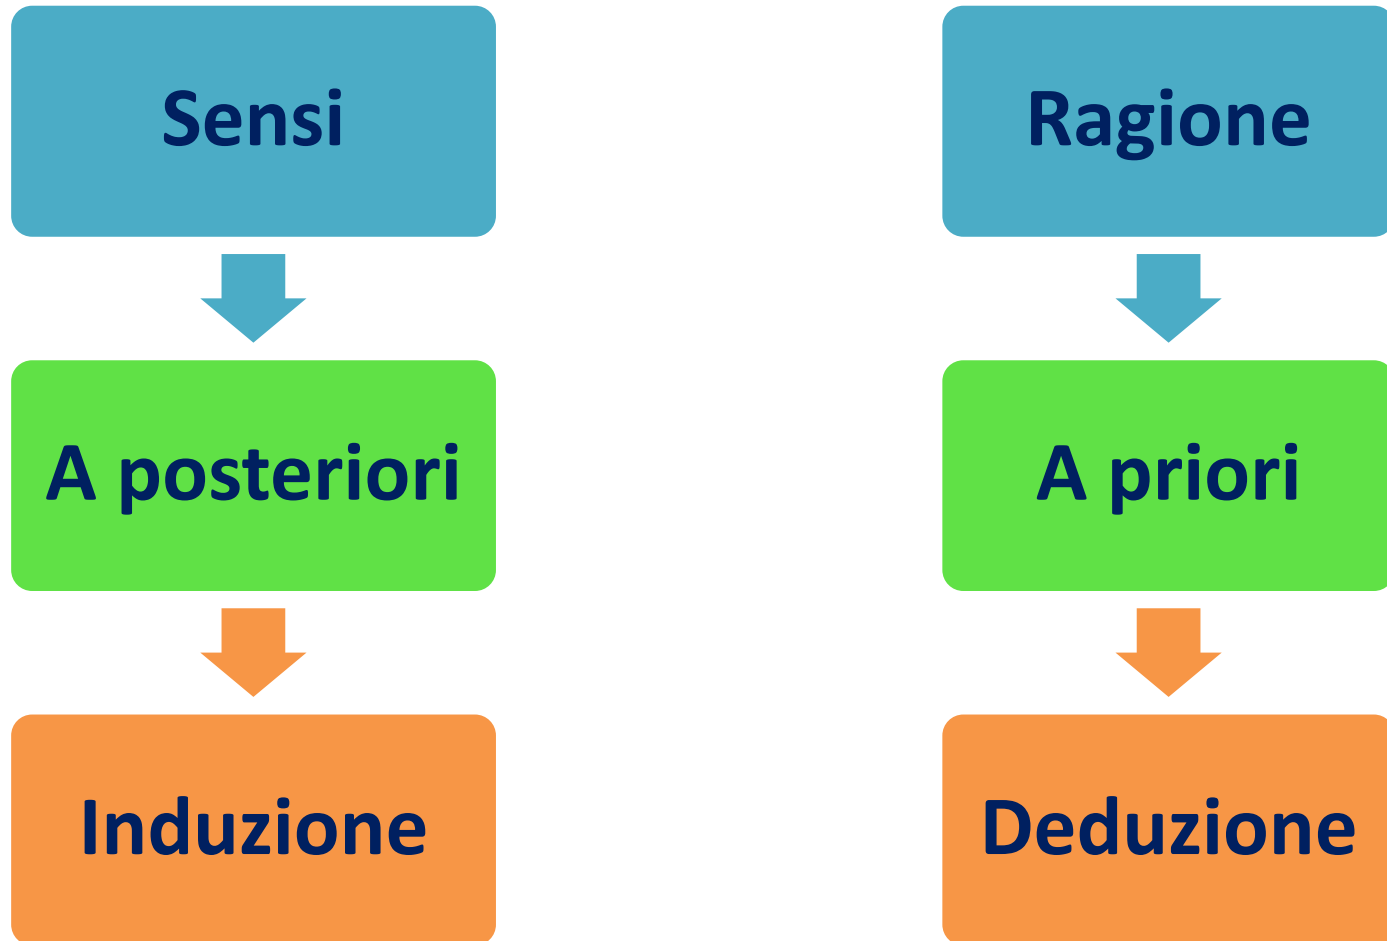 Sensi
Ragione
A posteriori
A priori
Induzione
Deduzione